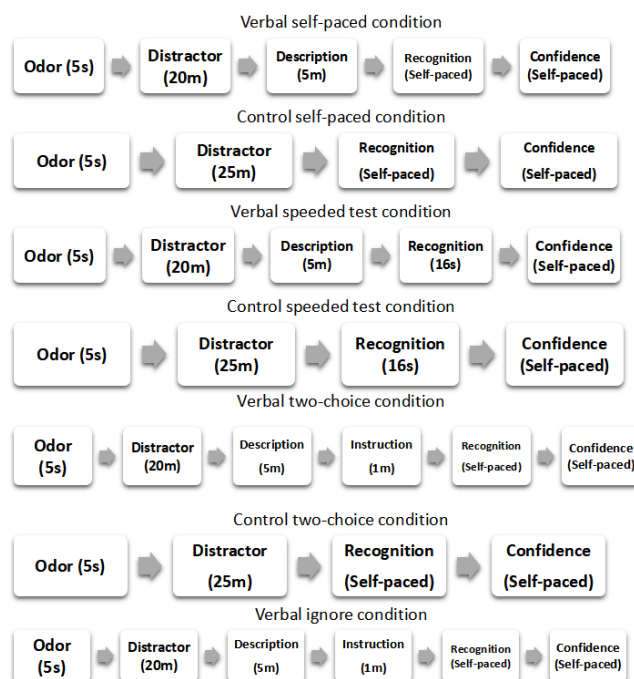 Verbal self-paced condition
Odor (5s)
Distractor
(20m)
Description
(5m)
Recognition
(Self-paced)
Confidence
(Self-paced)
Control self-paced condition
Odor (5s)
Distractor
(25m)
Recognition
(Self-paced)
Confidence
(Self-paced)
Verbal speeded test condition
Odor (5s)
Distractor
(20m)
Description
(5m)
Recognition
(16s)
Confidence
(Self-paced)
Control speeded test condition
Odor (5s)
Distractor
(25m)
Recognition
(16s)
Confidence
(Self-paced)
Verbal two-choice condition
Odor
(5s)
Distractor
(20m)
Description
(5m)
Instruction
(1m)
Recognition
(Self-paced)
Confidence
(Self-paced)
Control two-choice condition
Odor (5s)
Distractor
(25m)
Recognition
(Self-paced)
Confidence
(Self-paced)
Verbal ignore condition
Odor
(5s)
Distractor
(20m)
Description
(5m)
Instruction
(1m)
Recognition
(Self-paced)
Confidence
(Self-paced)